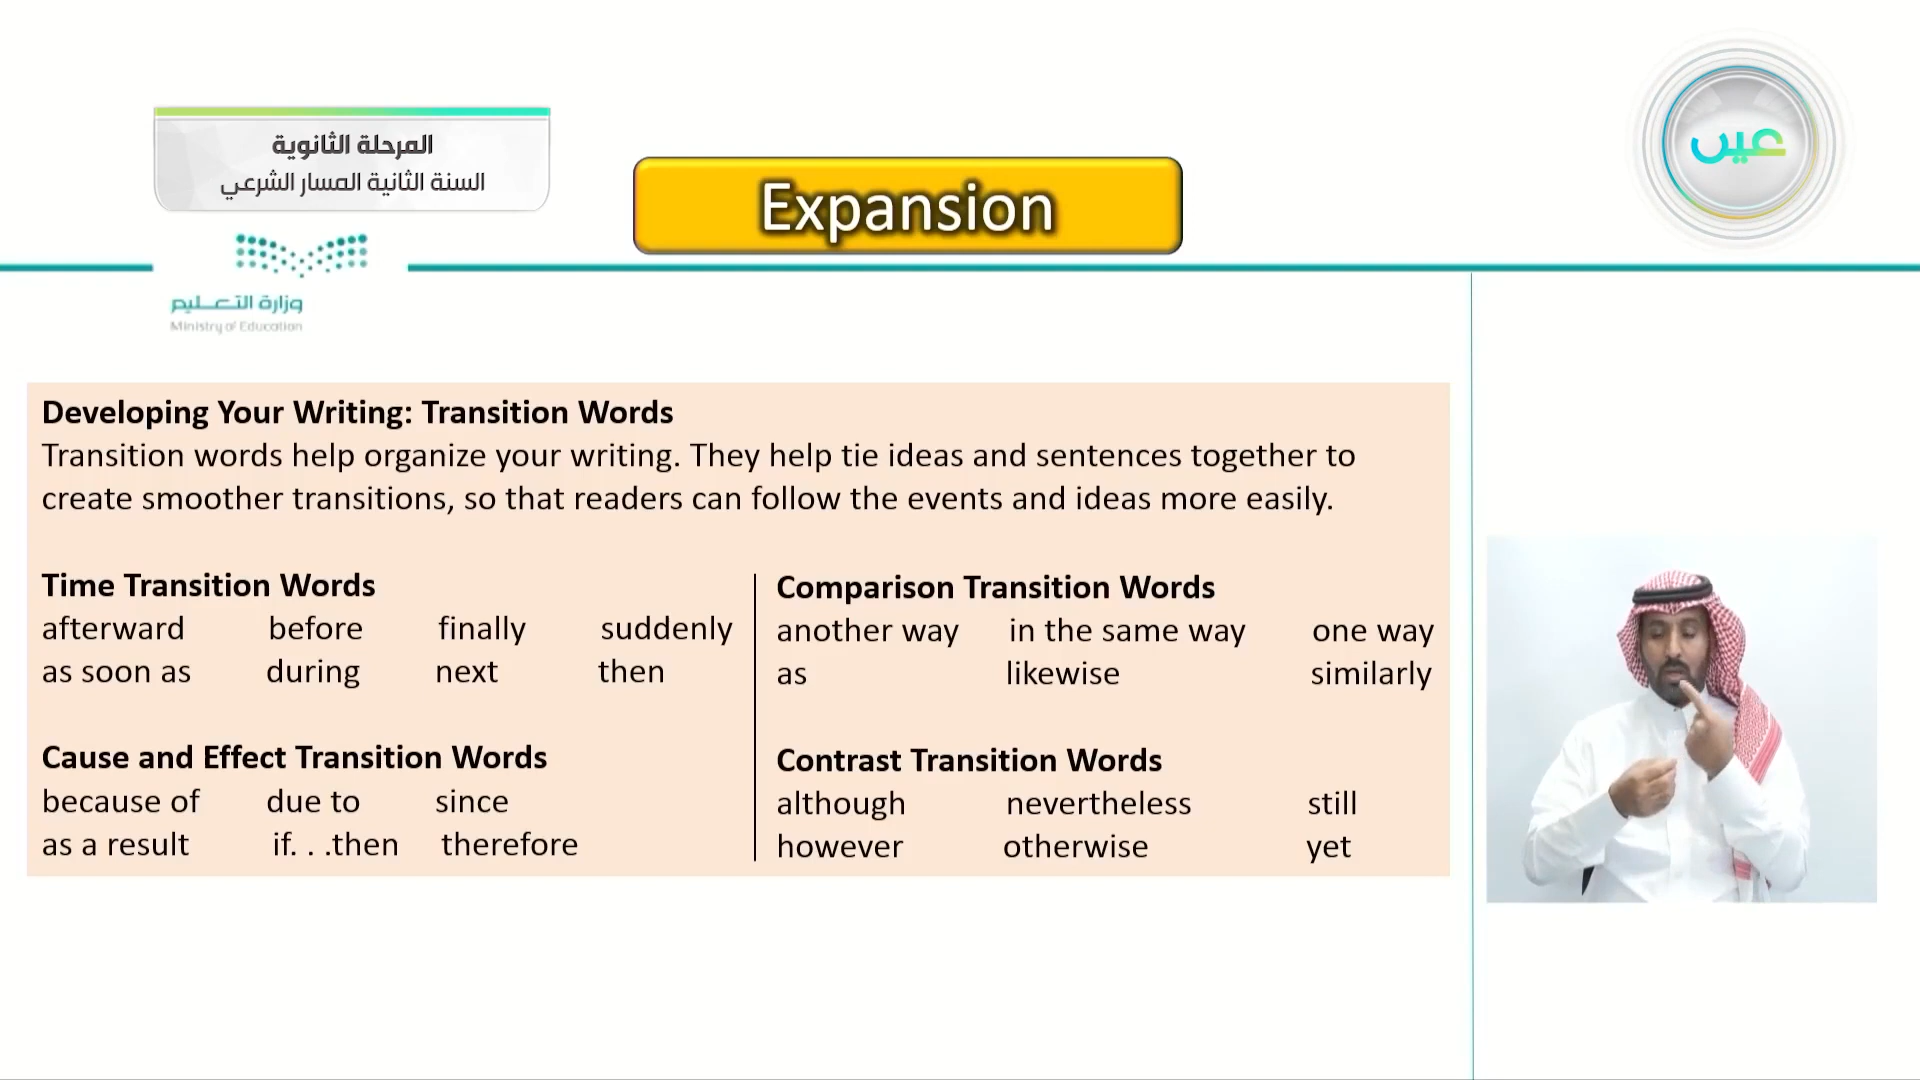 المرحلة الثانوية
السنة الثانية المسار الشرعي
عين
Expansion
وزارة التعليم
Ministry of Education
Developing Your Writing: Transition Words
Transition words help organize your writing. They help tie ideas and sentences together to
create smoother transitions, so that readers can follow the events and ideas more easily.
Time Transition Words
afterward before finally suddenly
as soon as during next then
Cause and Effect Transition Words
because of due to since
as a result if. . .then therefore
Comparison Transition Words
another way in the same way one way
as likewise similarly
Contrast Transition Words
although nevertheless still
however otherwise yet